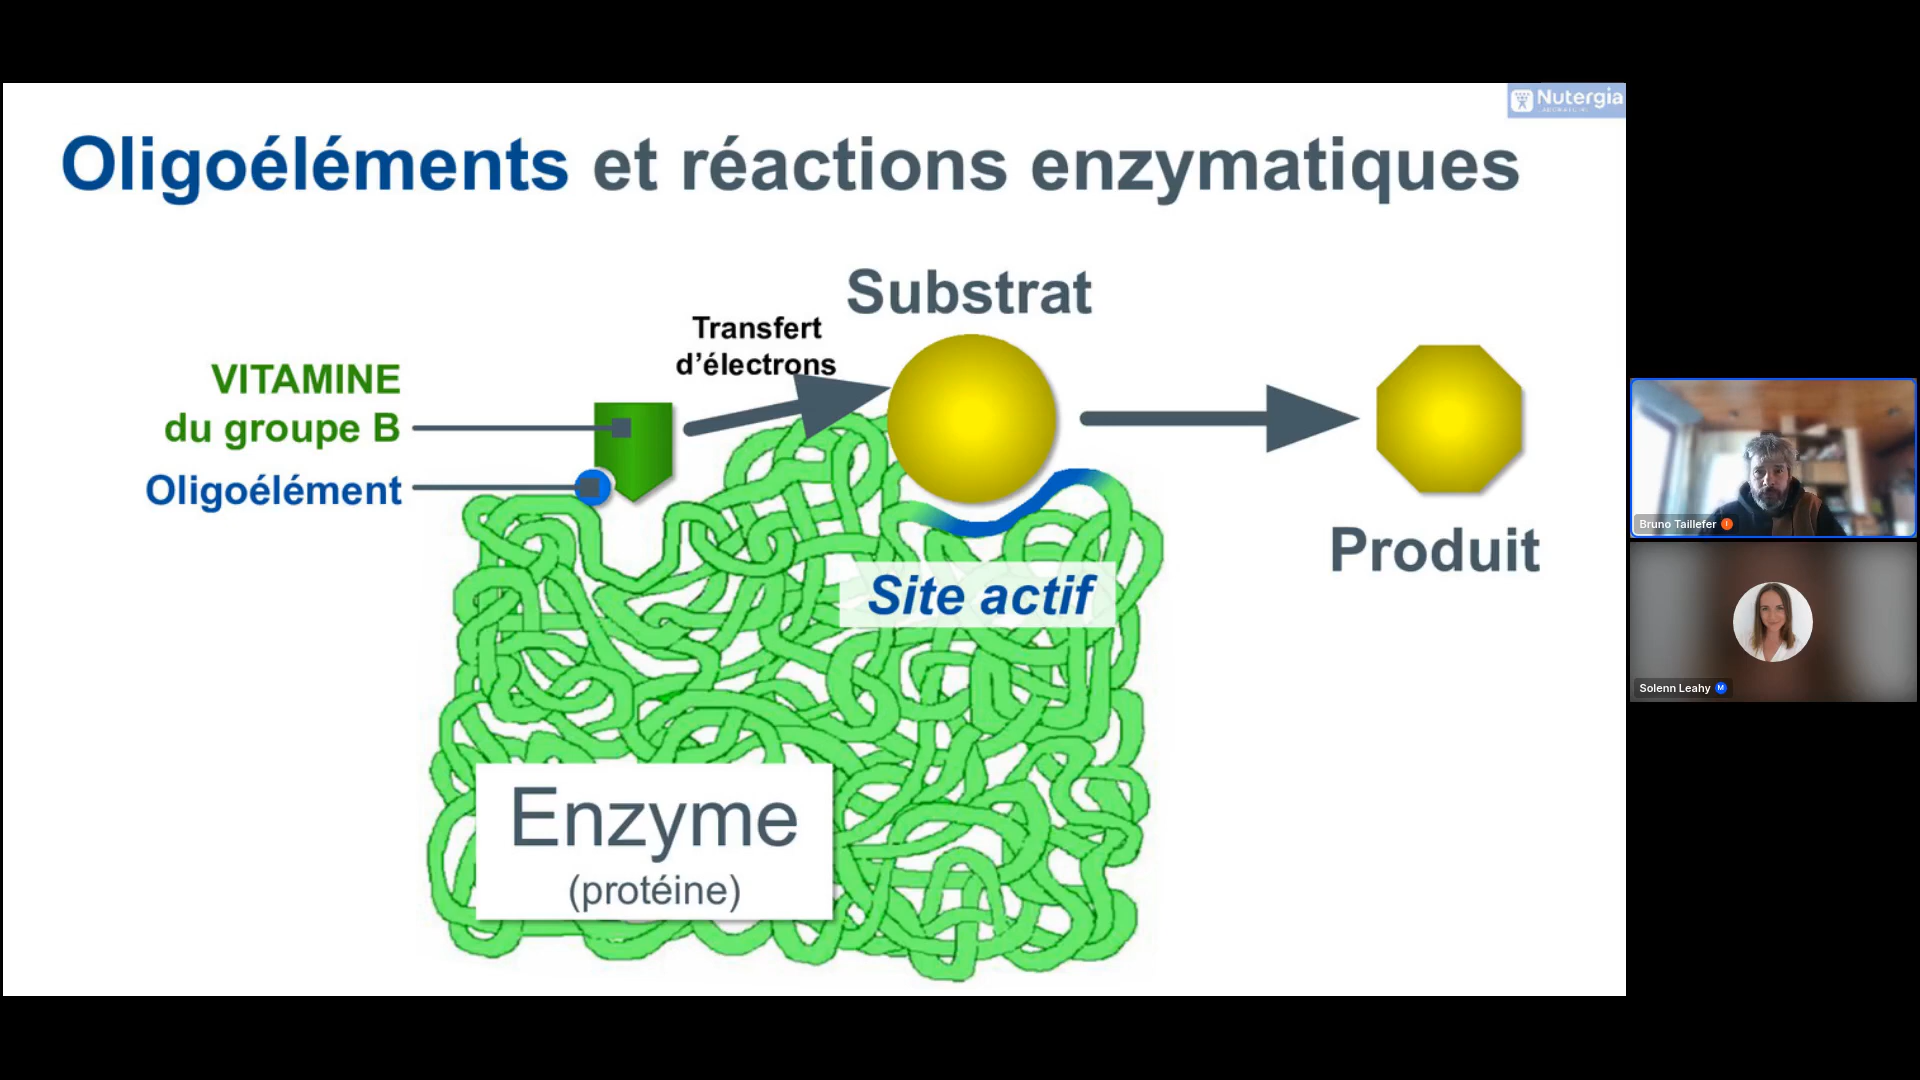 Nutergia
Oligoéléments et réactions enzymatiques
Substrat
Transfert
d'électrons
VITAMINE
du groupe B
Oligoélément
Site actif
Produit
Enzyme
(protéine)
Bruno Taillefer
Solenn Leahy M